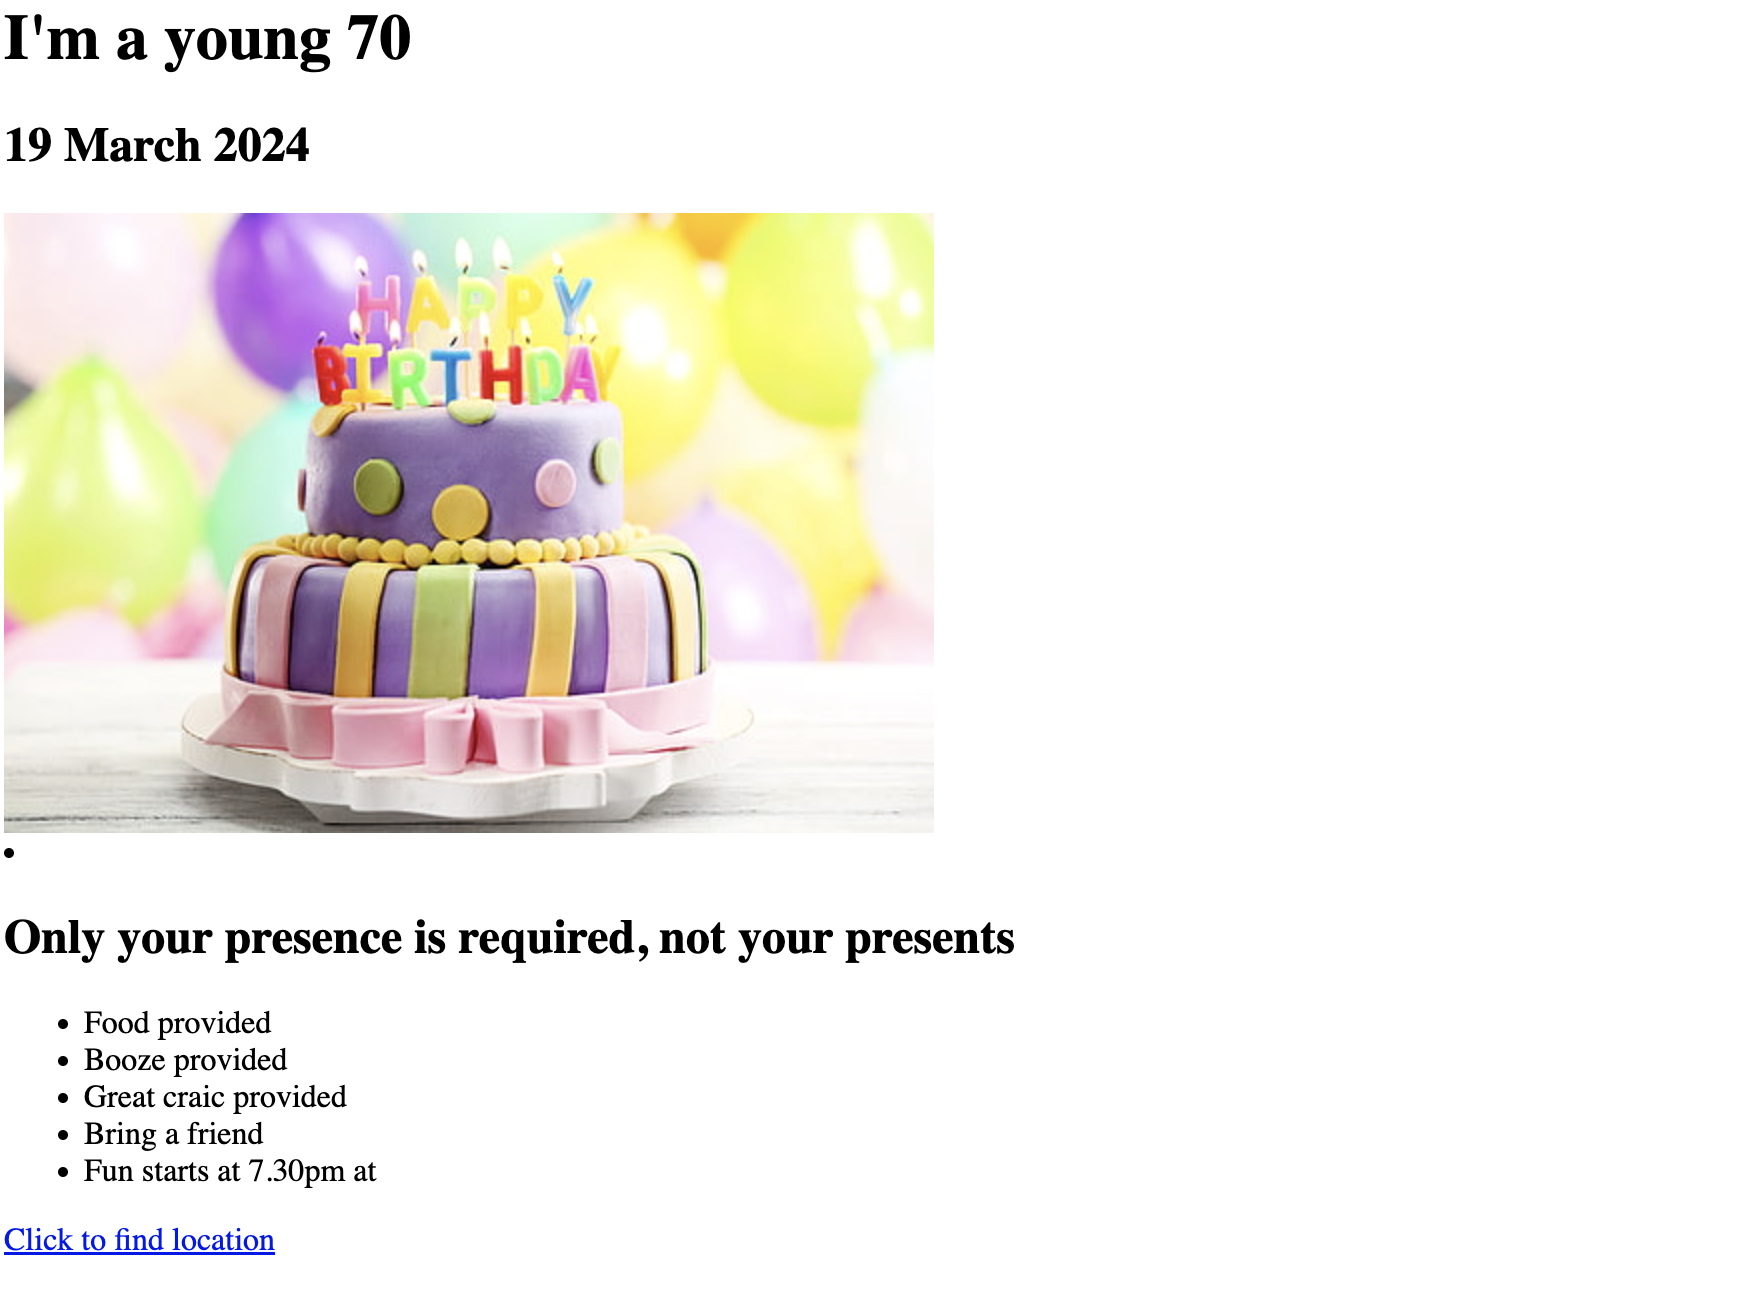 I'm a young 70
19 March 2024
HAPPY
BIRTHDAY
Only your presence is required, not your presents
Food provided
Booze provided
Great craic provided
Bring a friend
Fun starts at 7.30pm at
Click to find location